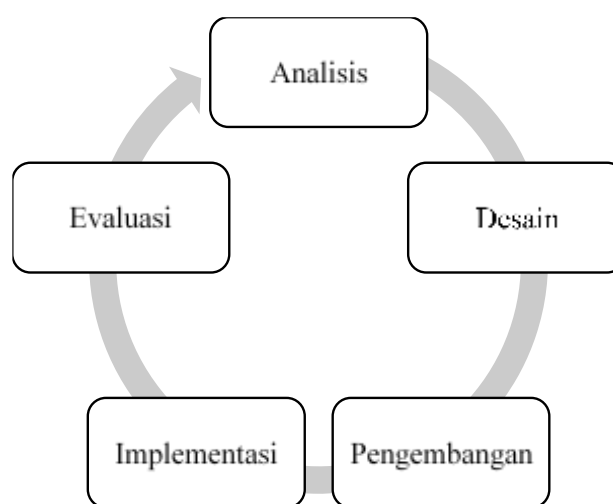 Analisis
Desain
Pengembangan
Implementasi
Evaluasi